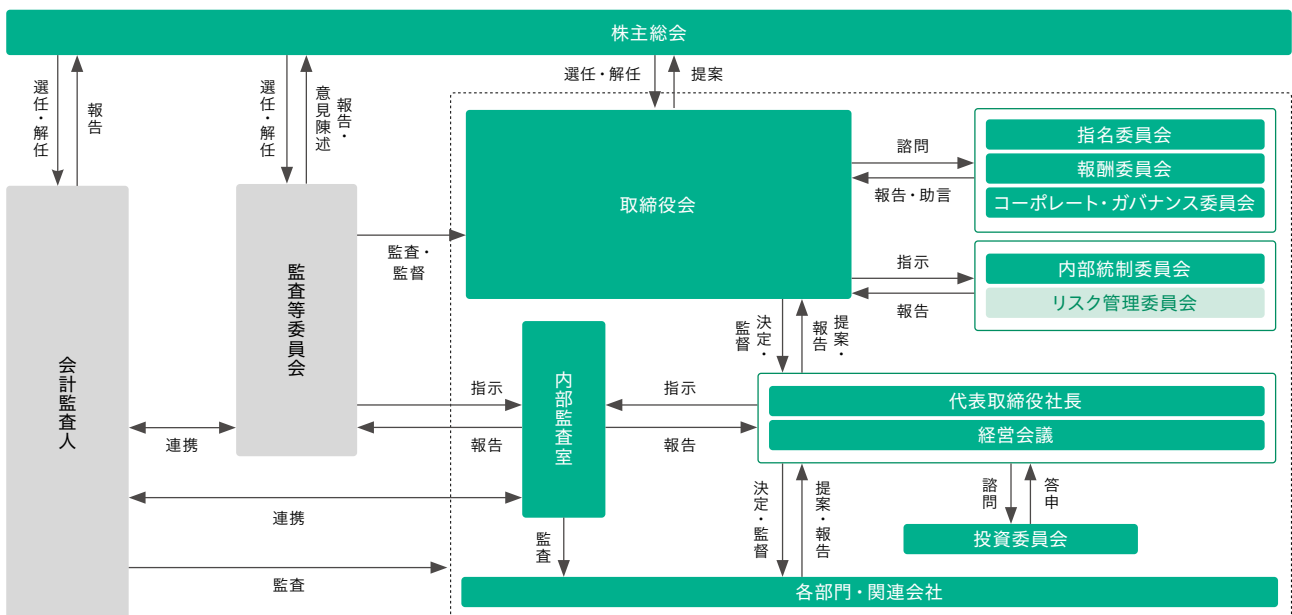 株主総会
選任・解任
報告
選任・解任
報告・
意見陳述
選任・解任
提案
会計監査人
監査等委員会
監査・
監督
取締役会
諮問
報告・助言
指名委員会
報酬委員会
コーポレート・ガバナンス委員会
指示
報告
内部統制委員会
リスク管理委員会
決定・
監督
提案・
報告
内部監査室
指示
報告
指示
報告
代表取締役社長
経営会議
連携
連携
監査
監査
決定・監督
提案・報告
諮問
答申
投資委員会
各部門・関連会社